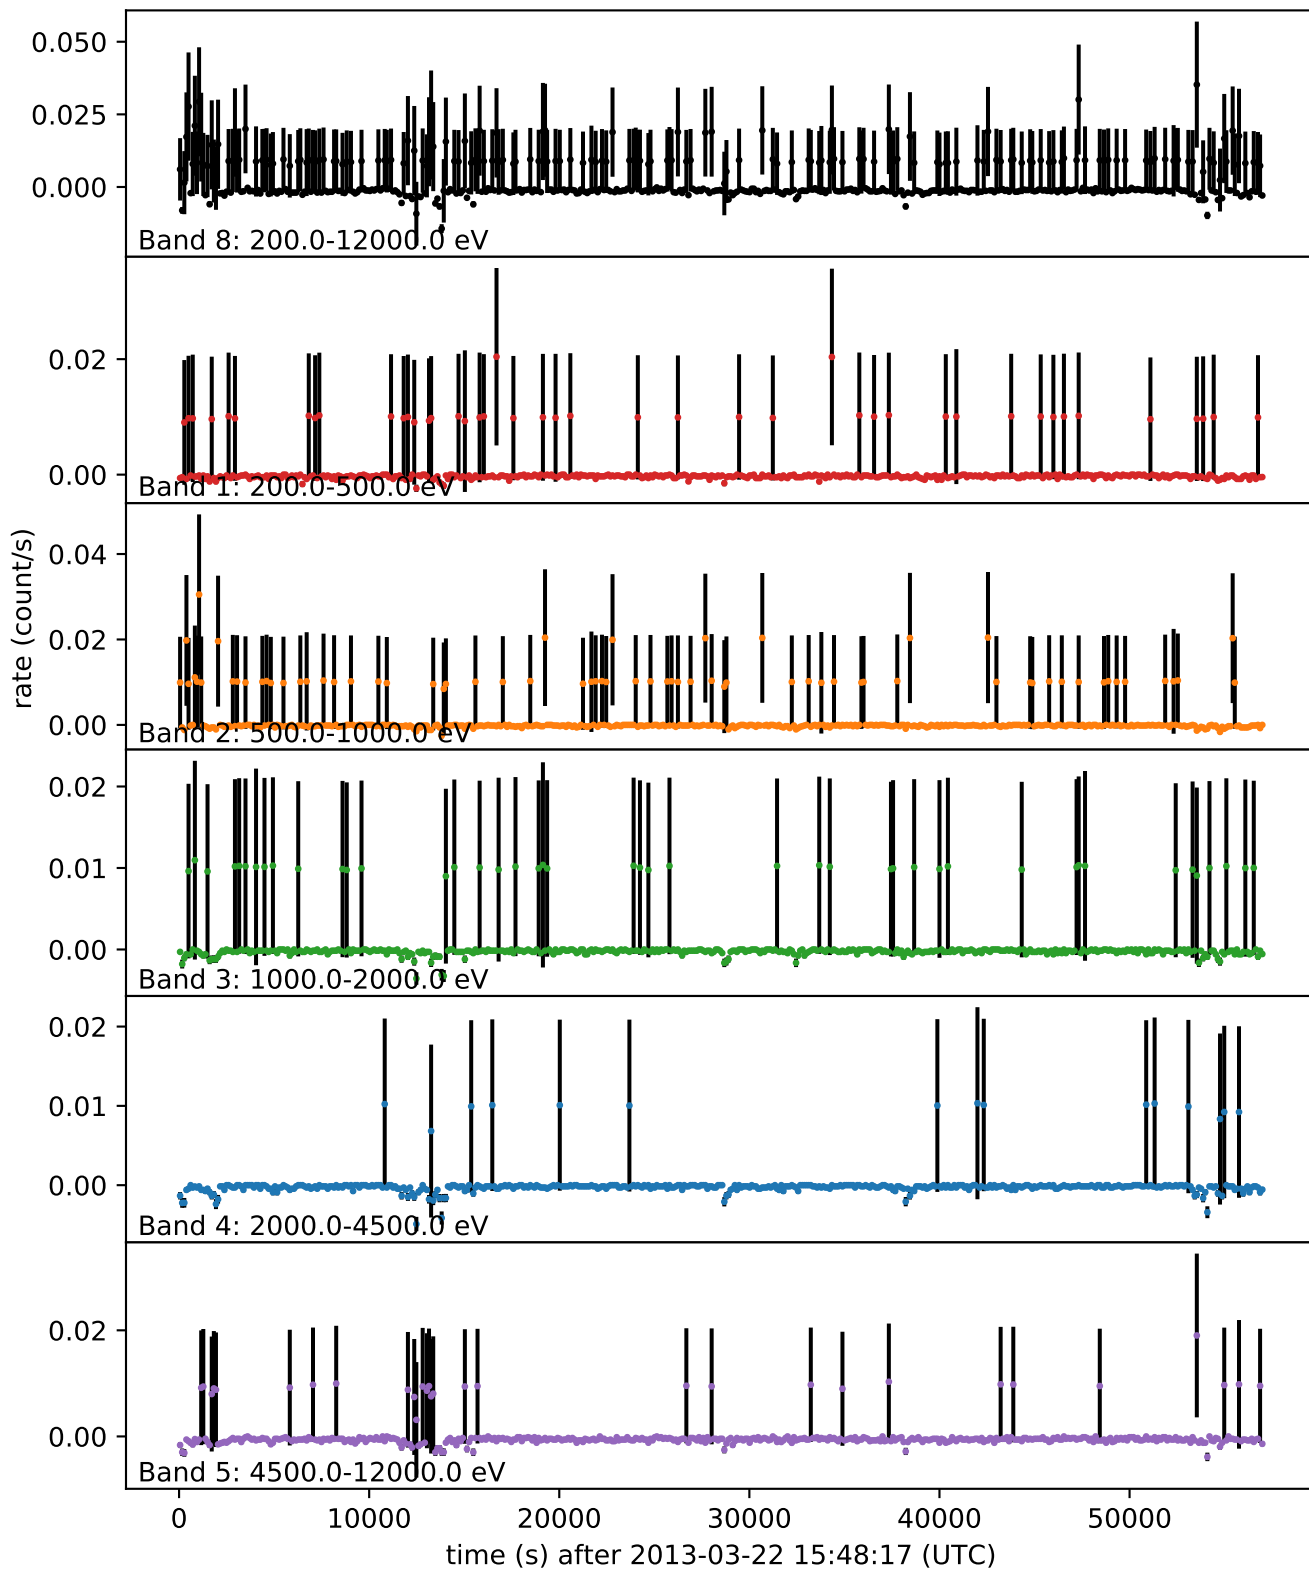 0.050
0.025
0.000
Band 8: 200.0-12000.0 eV
0.02
0.00
Band 1: 200.0-500.0 eV
rate (count/s)
0.04
0.02
0.00
Band 2: 500.0-1000.0 eV
0.02
0.01
0.00
Band 3: 1000.0-2000.0 eV
0.02
0.01
0.00
Band 4: 2000.0-4500.0 eV
0.02
0.00
Band 5: 4500.0-12000.0 eV
0 10000 20000 30000 40000 50000
time (s) after 2013-03-22 15:48:17 (UTC)